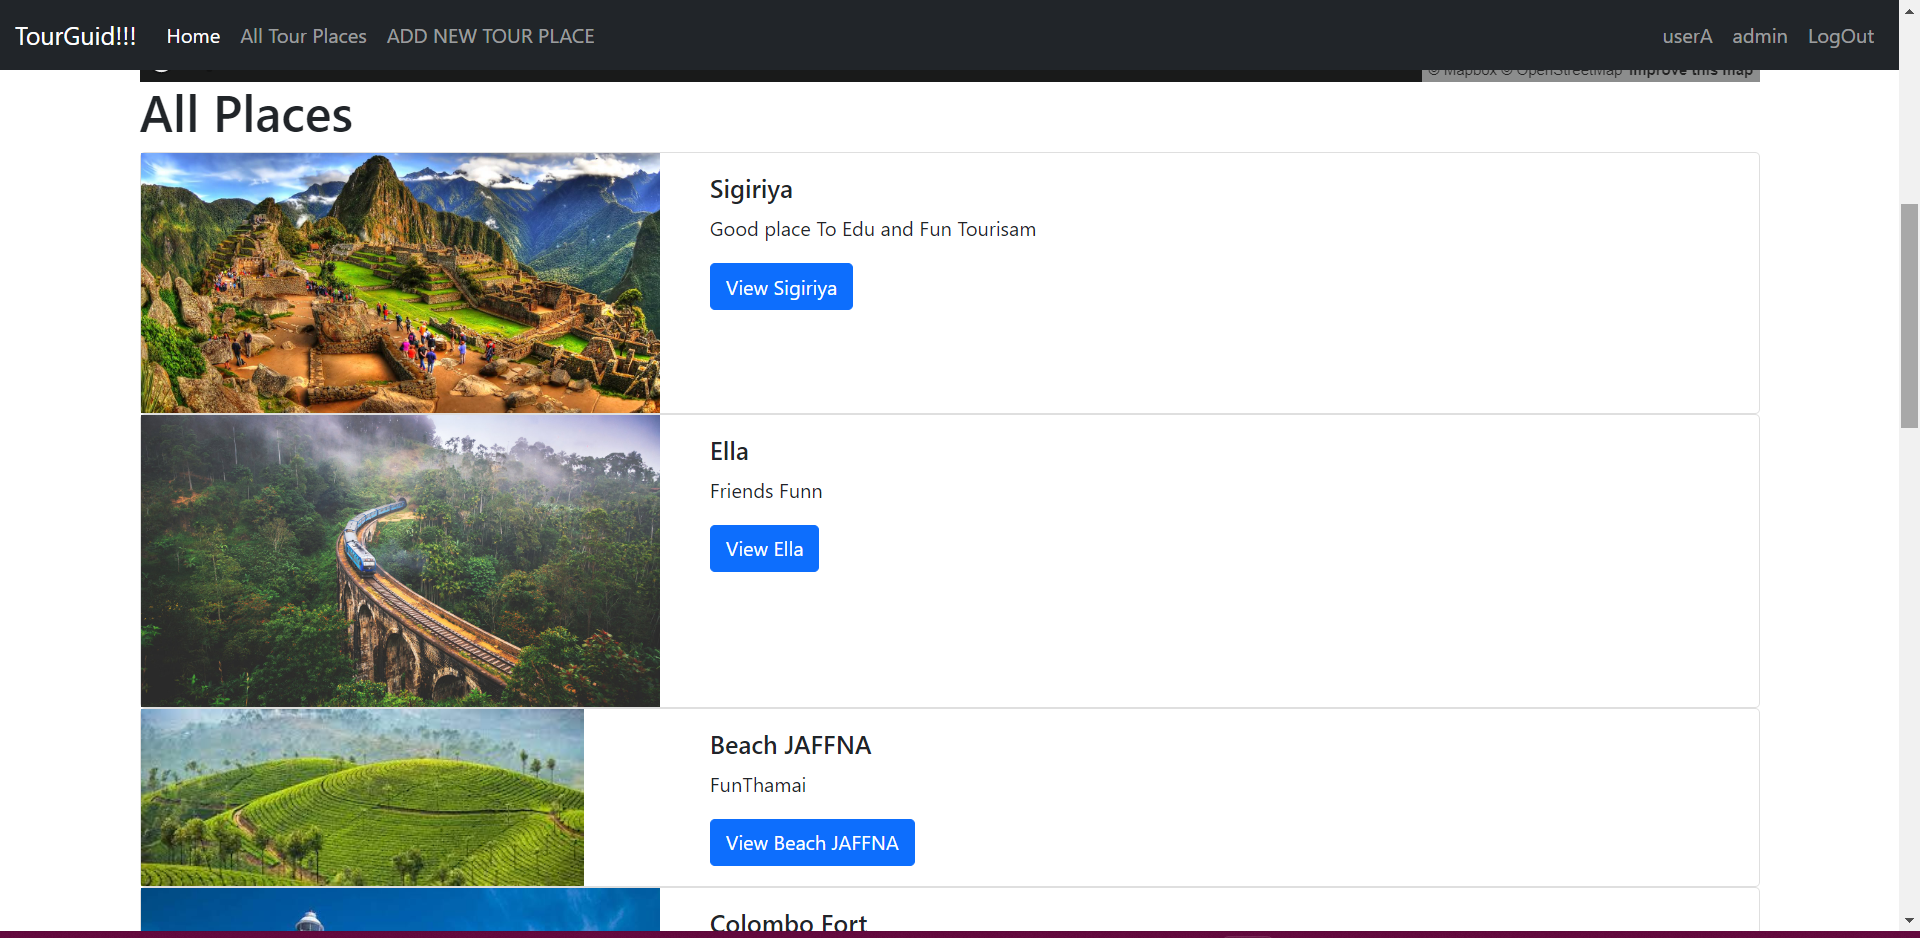 TourGuid!!! Home All Tour Places ADD NEW TOUR PLACE userA admin LogOut
© Mapbox © OpenStreetMap Improve this map
All Places
Sigiriya
Good place To Edu and Fun Tourisam
View Sigiriya
Ella
Friends Funn
View Ella
Beach JAFFNA
FunThamai
View Beach JAFFNA
Colombo Fort